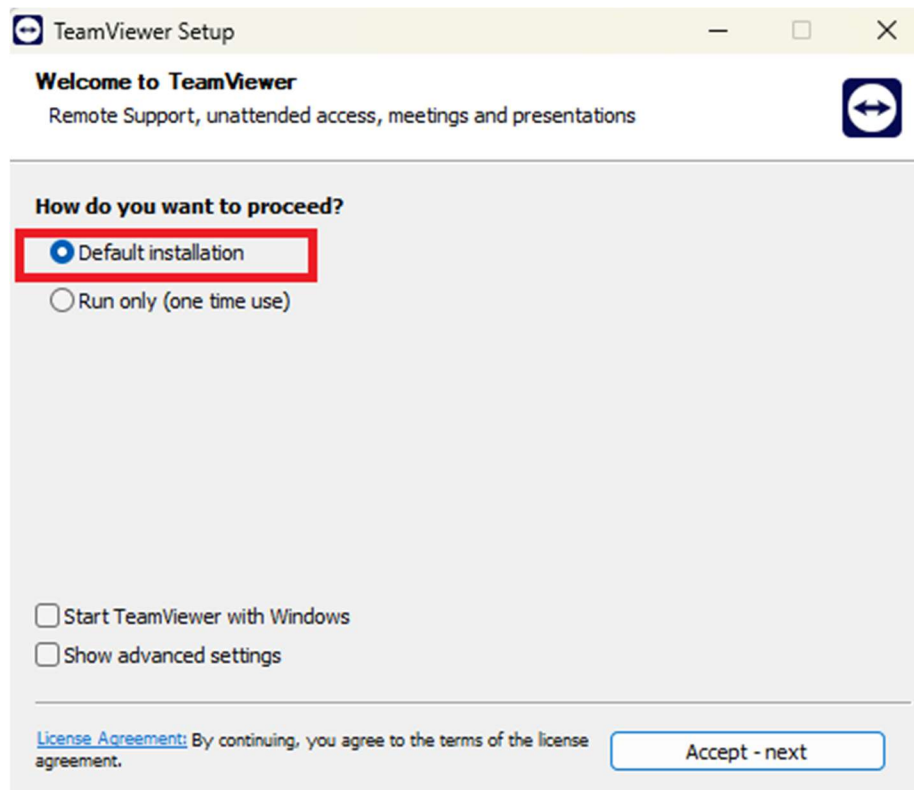 TeamViewer Setup
Welcome to TeamViewer
Remote Support, unattended access, meetings and presentations
How do you want to proceed?
Default installation
Run only (one time use)
Start TeamViewer with Windows
Show advanced settings
License Agreement: By continuing, you agree to the terms of the license
agreement.
Accept - next